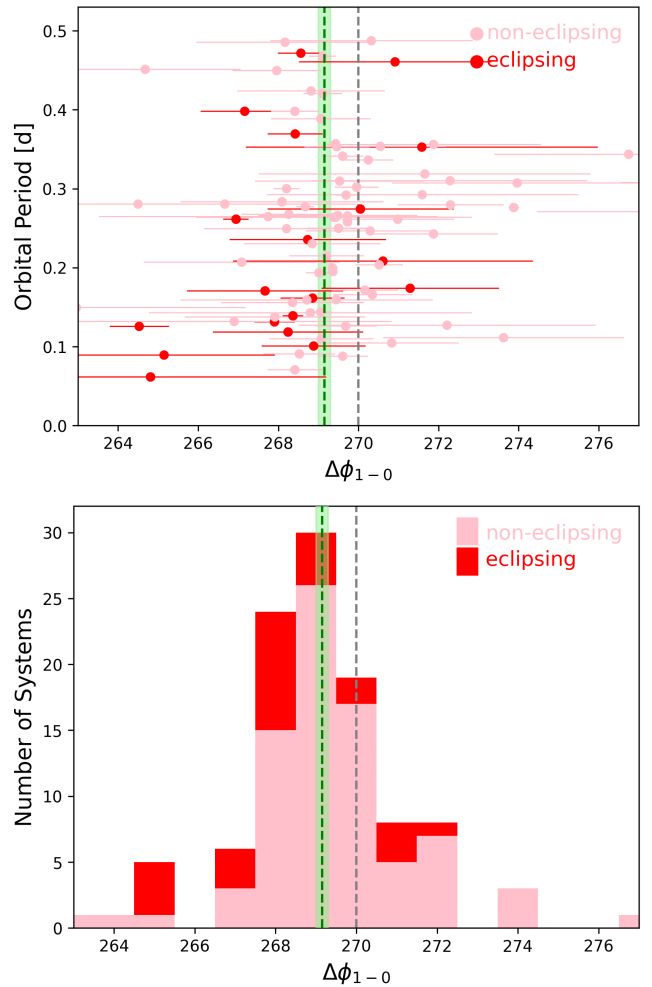 non-eclipsing
eclipsing
0.5
0.4
0.3
0.2
0.1
0.0
Orbital Period [d]
264 266 268 270 272 274 276
Δϕ₁₋₀
non-eclipsing
eclipsing
30
25
20
15
10
5
0
Number of Systems
264 266 268 270 272 274 276
Δϕ₁₋₀